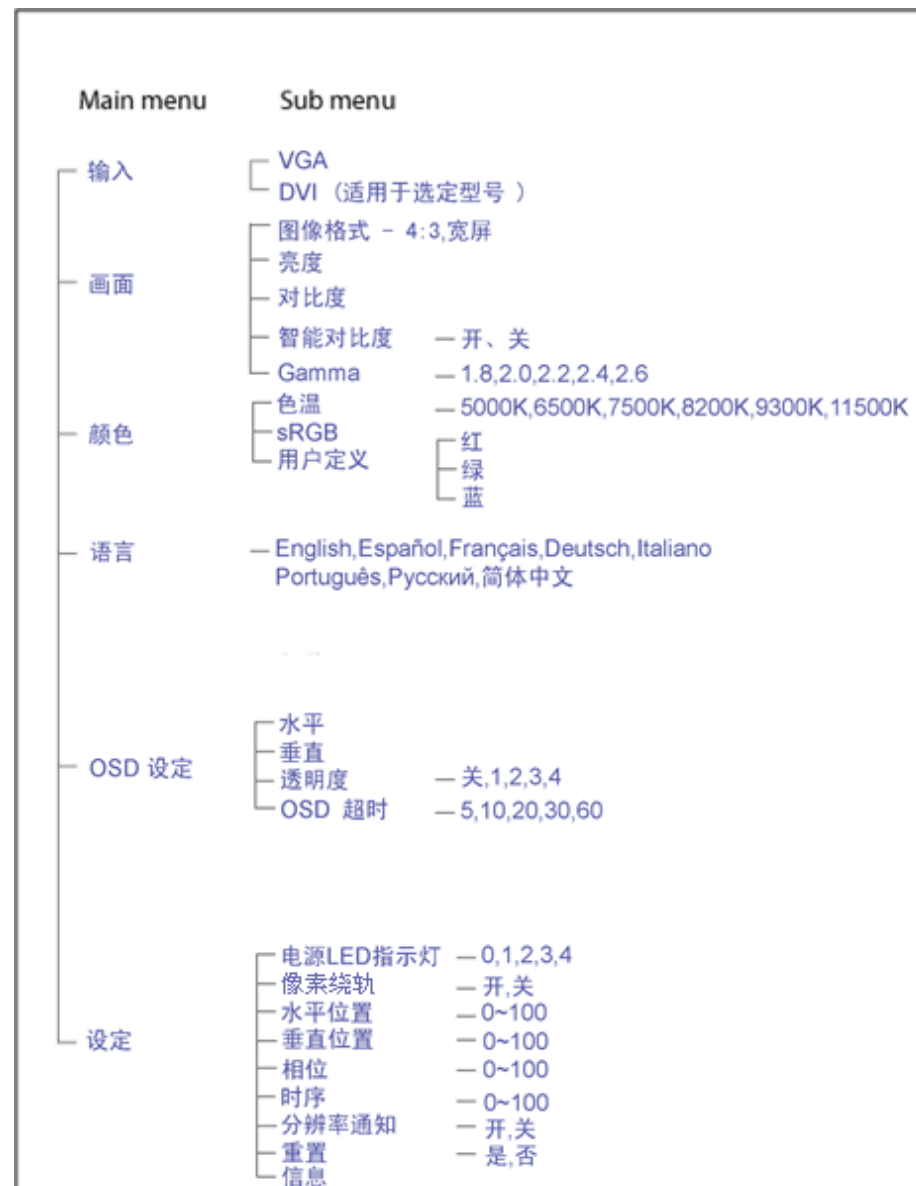 Main menu Sub menu
输入
VGA
DVI (适用于选定型号 )
画面
图像格式 - 4:3,宽屏
亮度
对比度
智能对比度 — 开、关
Gamma — 1.8,2.0,2.2,2.4,2.6
颜色
色温 — 5000K,6500K,7500K,8200K,9300K,11500K
sRGB
用户定义
红
绿
蓝
语言 — English,Español,Français,Deutsch,Italiano
Português,Русский,简体中文
OSD 设定
水平
垂直
透明度 — 关,1,2,3,4
OSD 超时 — 5,10,20,30,60
设定
电源LED指示灯 — 0,1,2,3,4
像素绕轨 — 开,关
水平位置 — 0~100
垂直位置 — 0~100
相位 — 0~100
时序 — 0~100
分辨率通知 — 开,关
重置 — 是,否
信息